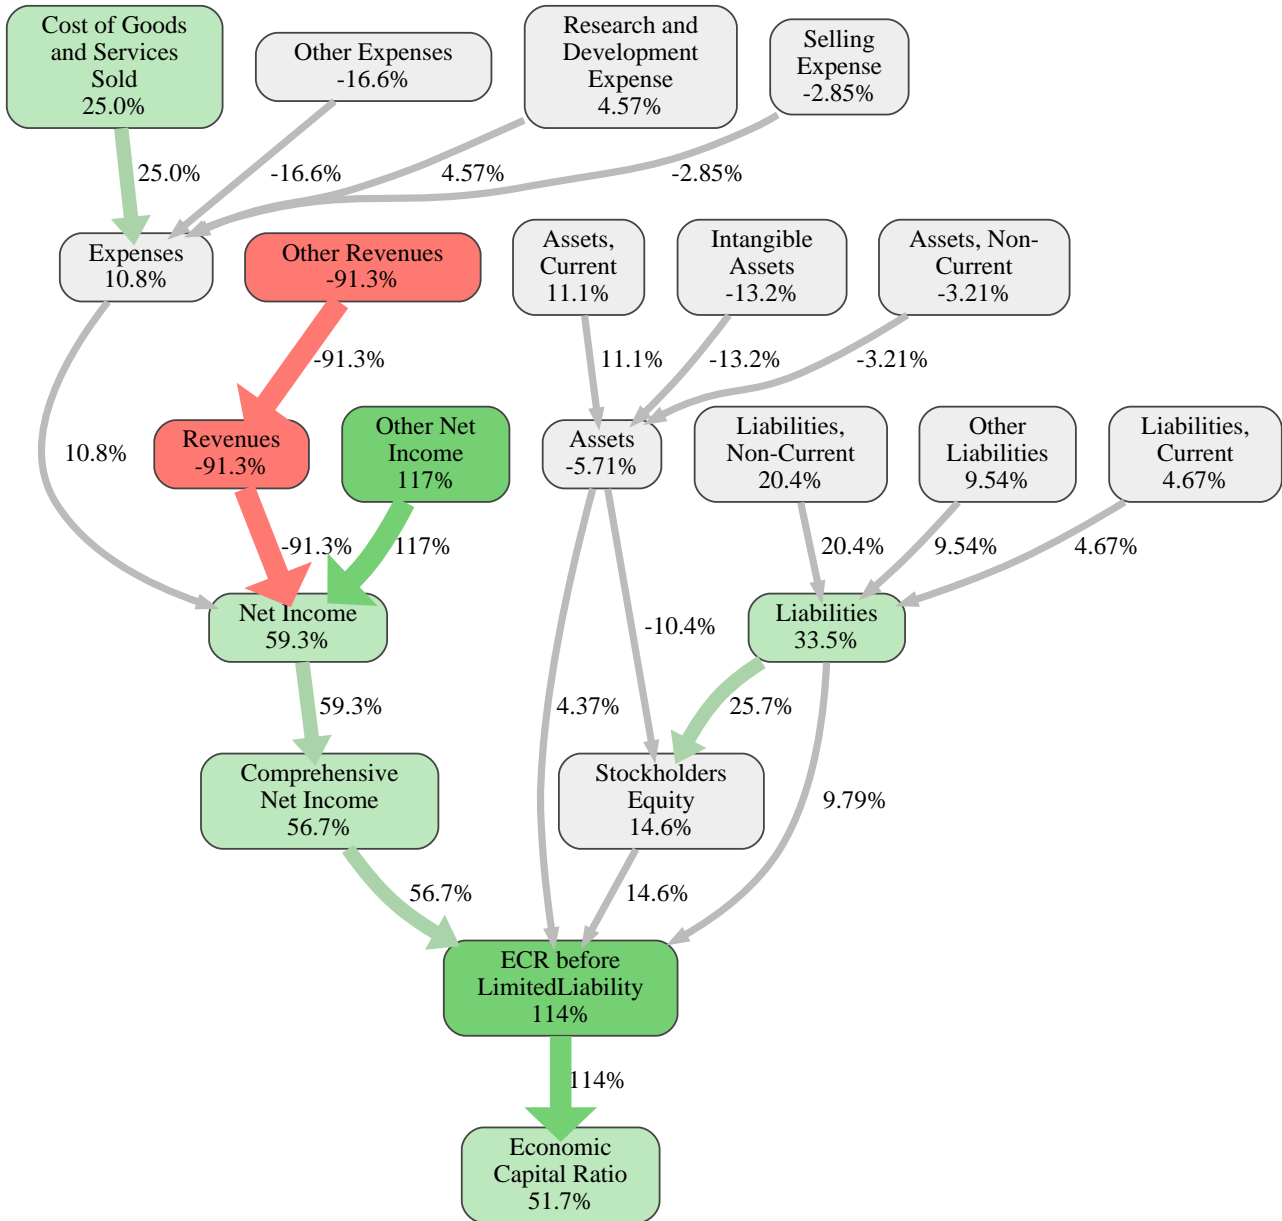 Cost of Goods
and Services
Sold
25.0%
Other Expenses
-16.6%
Research and
Development
Expense
4.57%
Selling
Expense
-2.85%
25.0%
-16.6%
4.57%
-2.85%
Expenses
10.8%
Other Revenues
-91.3%
Assets,
Current
11.1%
Intangible
Assets
-13.2%
Assets, Non-
Current
-3.21%
-91.3%
11.1%
-13.2%
-3.21%
10.8%
Revenues
-91.3%
Other Net
Income
117%
Assets
-5.71%
Liabilities,
Non-Current
20.4%
Other
Liabilities
9.54%
Liabilities,
Current
4.67%
-91.3%
117%
20.4%
9.54%
4.67%
Net Income
59.3%
-10.4%
Liabilities
33.5%
59.3%
4.37%
25.7%
Comprehensive
Net Income
56.7%
Stockholders
Equity
14.6%
9.79%
56.7%
14.6%
ECR before
LimitedLiability
114%
114%
Economic
Capital Ratio
51.7%